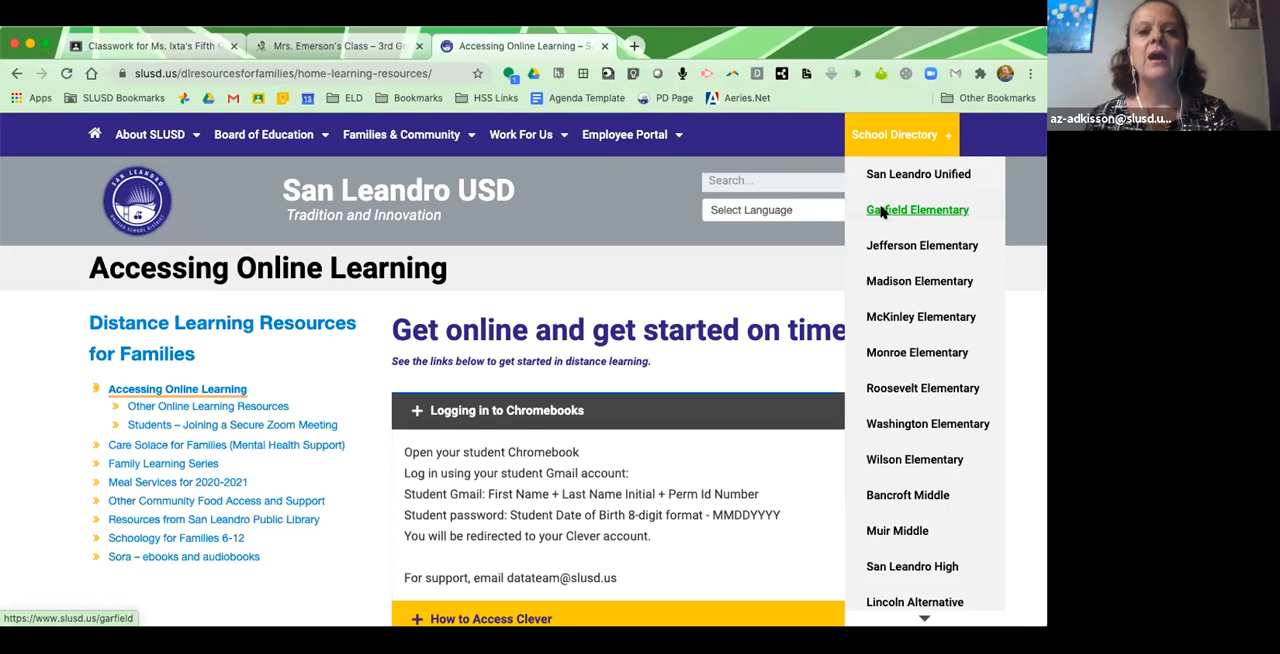 Classwork for Ms. Ixta's Fifth
Mrs. Emerson's Class – 3rd Gr
Accessing Online Learning – S
slusd.us/dlresourcesforfamilies/home-learning-resources/
Apps
SLUSD Bookmarks
ELD
Bookmarks
HSS Links
Agenda Template
PD Page
Aeries.Net
Other Bookmarks
az-adkisson@slusd.u...
About SLUSD
Board of Education
Families & Community
Work For Us
Employee Portal
School Directory +
San Leandro USD
Tradition and Innovation
Search...
Select Language
San Leandro Unified
Garfield Elementary
Jefferson Elementary
Madison Elementary
McKinley Elementary
Monroe Elementary
Roosevelt Elementary
Washington Elementary
Wilson Elementary
Bancroft Middle
Muir Middle
San Leandro High
Lincoln Alternative
Accessing Online Learning
Distance Learning Resources
for Families
Accessing Online Learning
Other Online Learning Resources
Students – Joining a Secure Zoom Meeting
Care Solace for Families (Mental Health Support)
Family Learning Series
Meal Services for 2020-2021
Other Community Food Access and Support
Resources from San Leandro Public Library
Schoology for Families 6-12
Sora – ebooks and audiobooks
Get online and get started on time
See the links below to get started in distance learning.
+ Logging in to Chromebooks
Open your student Chromebook
Log in using your student Gmail account:
Student Gmail: First Name + Last Name Initial + Perm Id Number
Student password: Student Date of Birth 8-digit format - MMDDYYYY
You will be redirected to your Clever account.
For support, email datateam@slusd.us
+ How to Access Clever
https://www.slusd.us/garfield